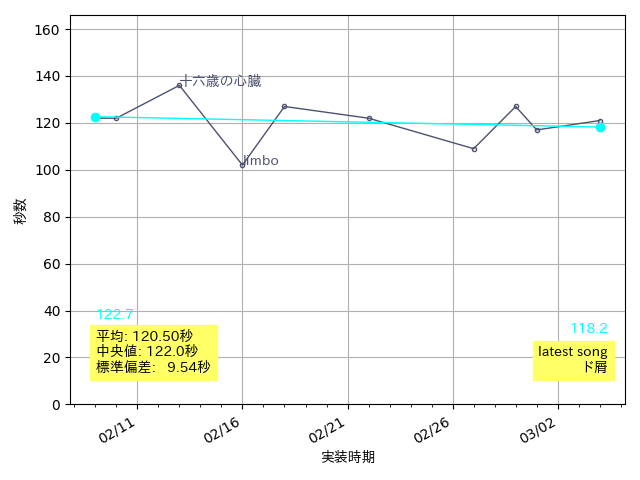 160
140
120
100
80
60
40
20
0
秒数
十六歳の心臓
Jimbo
122.7
118.2
平均: 120.50秒
中央値: 122.0秒
標準偏差: 9.54秒
latest song
ド屑
02/11
02/16
02/21
02/26
03/02
実装時期